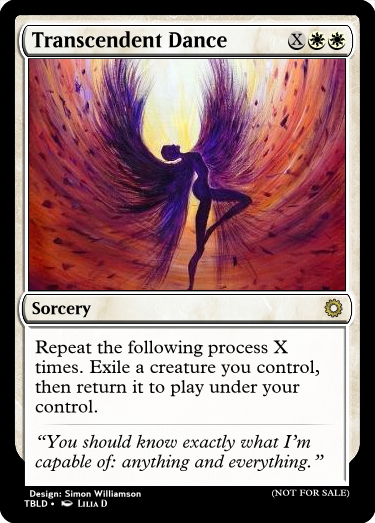 Transcendent Dance X
Sorcery
Repeat the following process X
times. Exile a creature you control,
then return it to play under your
control.
“You should know exactly what I’m
capable of: anything and everything.”
Design: Simon Williamson
TBLD • Lilia D
(NOT FOR SALE)